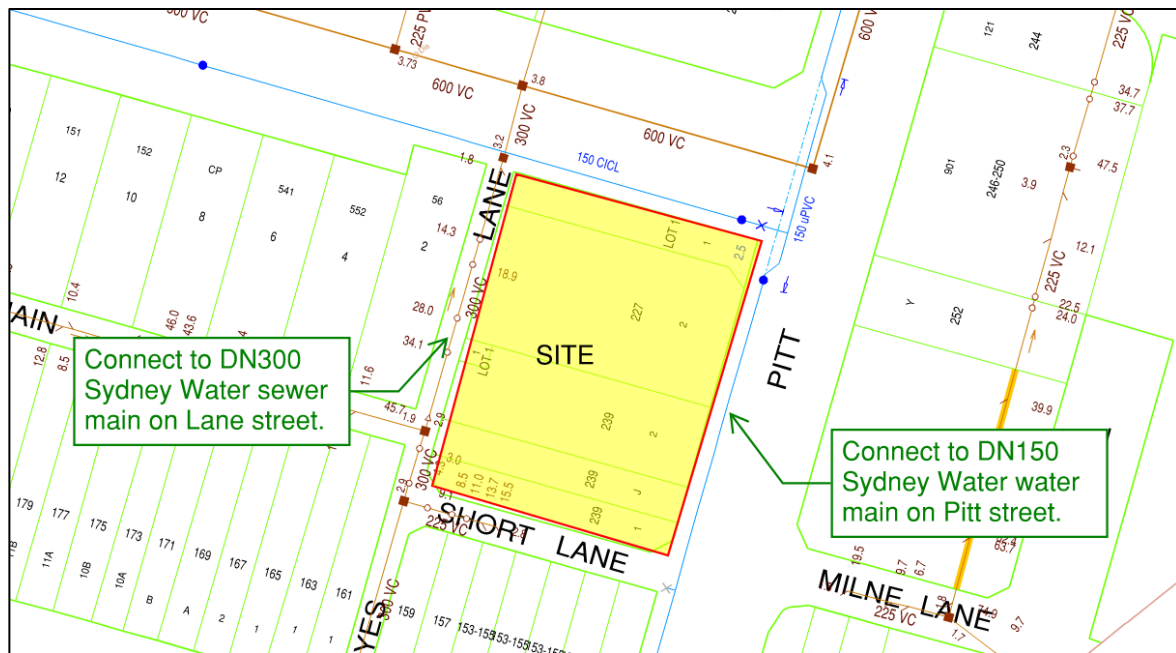 600 VC
225 PV
600 VC
3.73
3.8
600 VC
300 VC
600 VC
4.1
121
244
225 VC
34.7
37.7
2.3
47.5
901
246-250
3.9
12.1
225 VC
22.5
24.0
Y
252
39.9
151
12
152
10
CP
8
541
6
552
4
56
2
1.8
3.2
150 CICL
150 uPVC
LANE
14.3
18.9
300 VC
28.0
34.1
LOT 1
1
2.5
227
2
SITE
PITT
LOT 1
1
239
2
239
J
239
1
10.4
46.0
43.6
AIN
12.8
8.5
11.6
45.7
1.9
2.9
3.0
8.5
11.0
13.7
15.5
Connect to DN300
Sydney Water sewer
main on Lane street.
Connect to DN150
Sydney Water water
main on Pitt street.
300 VC
2.9
225 VC
2.8
SHORT LANE
63.7
19.5
9.7
6.7
MILNE LANE
225 VC
1.7
9.7
179
177
175
173
171
169
167
165
163
161
159
157
11A
10B
10A
B
A
2
1
1
1
300 VC
YES